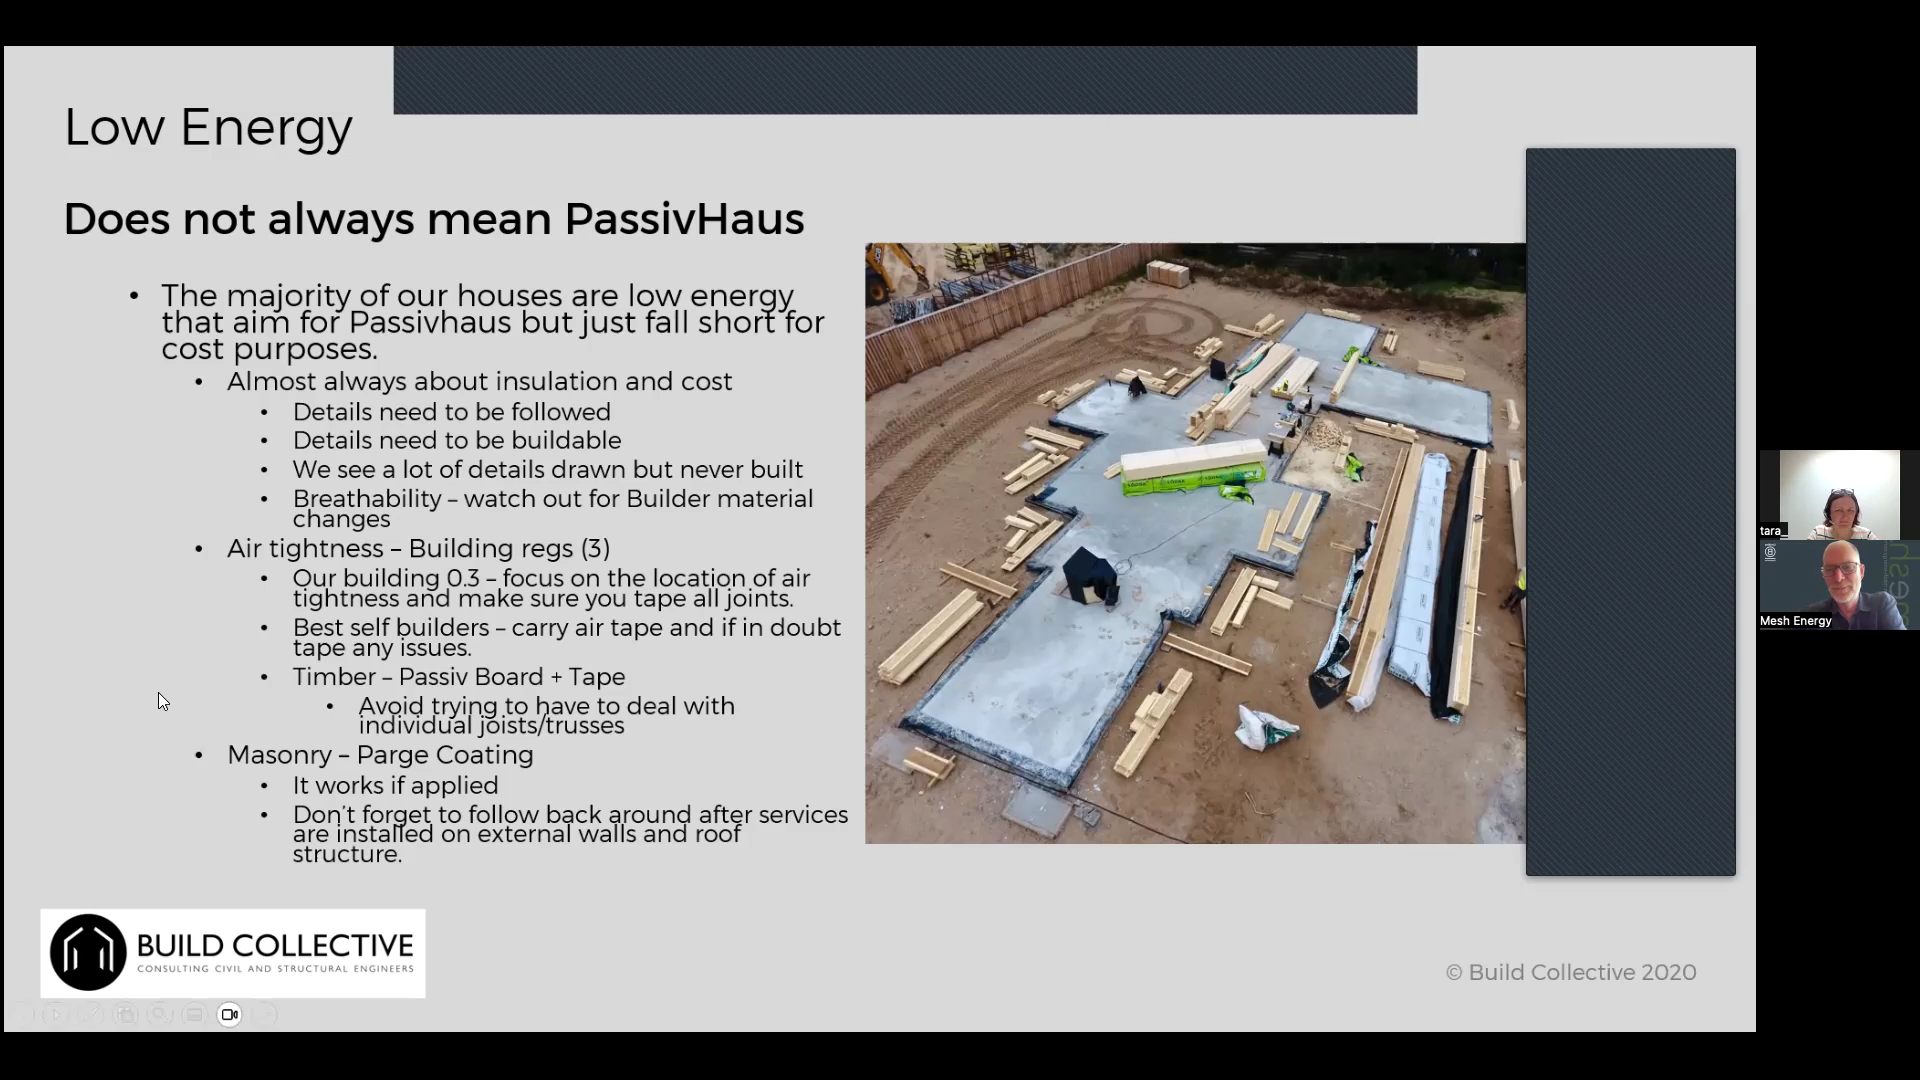 Low Energy
Does not always mean PassivHaus
• The majority of our houses are low energy
that aim for Passivhaus but just fall short for
cost purposes.
• Almost always about insulation and cost
• Details need to be followed
• Details need to be buildable
• We see a lot of details drawn but never built
• Breathability – watch out for Builder material
changes
• Air tightness – Building regs (3)
• Our building 0.3 – focus on the location of air
tightness and make sure you tape all joints.
• Best self builders – carry air tape and if in doubt
tape any issues.
• Timber – Passiv Board + Tape
• Avoid trying to have to deal with
individual joists/trusses
• Masonry – Parge Coating
• It works if applied
• Don't forget to follow back around after services
are installed on external walls and roof
structure.
BUILD COLLECTIVE
CONSULTING CIVIL AND STRUCTURAL ENGINEERS
© Build Collective 2020
tara
mesh
Mesh Energy